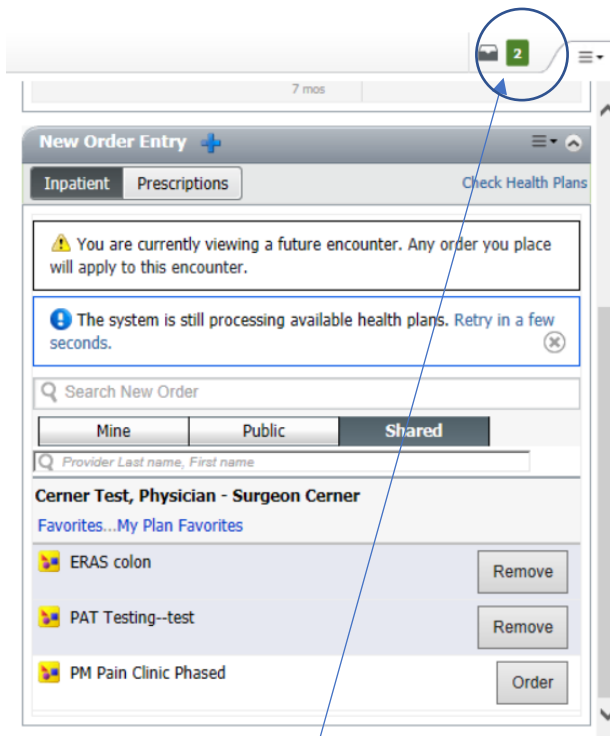 2
7 mos
New Order Entry
Inpatient Prescriptions Check Health Plans
You are currently viewing a future encounter. Any order you place
will apply to this encounter.
The system is still processing available health plans. Retry in a few
seconds.
Search New Order
Mine Public Shared
Provider Last name, First name
Cerner Test, Physician - Surgeon Cerner
Favorites...My Plan Favorites
ERAS colon Remove
PAT Testing--test Remove
PM Pain Clinic Phased Order